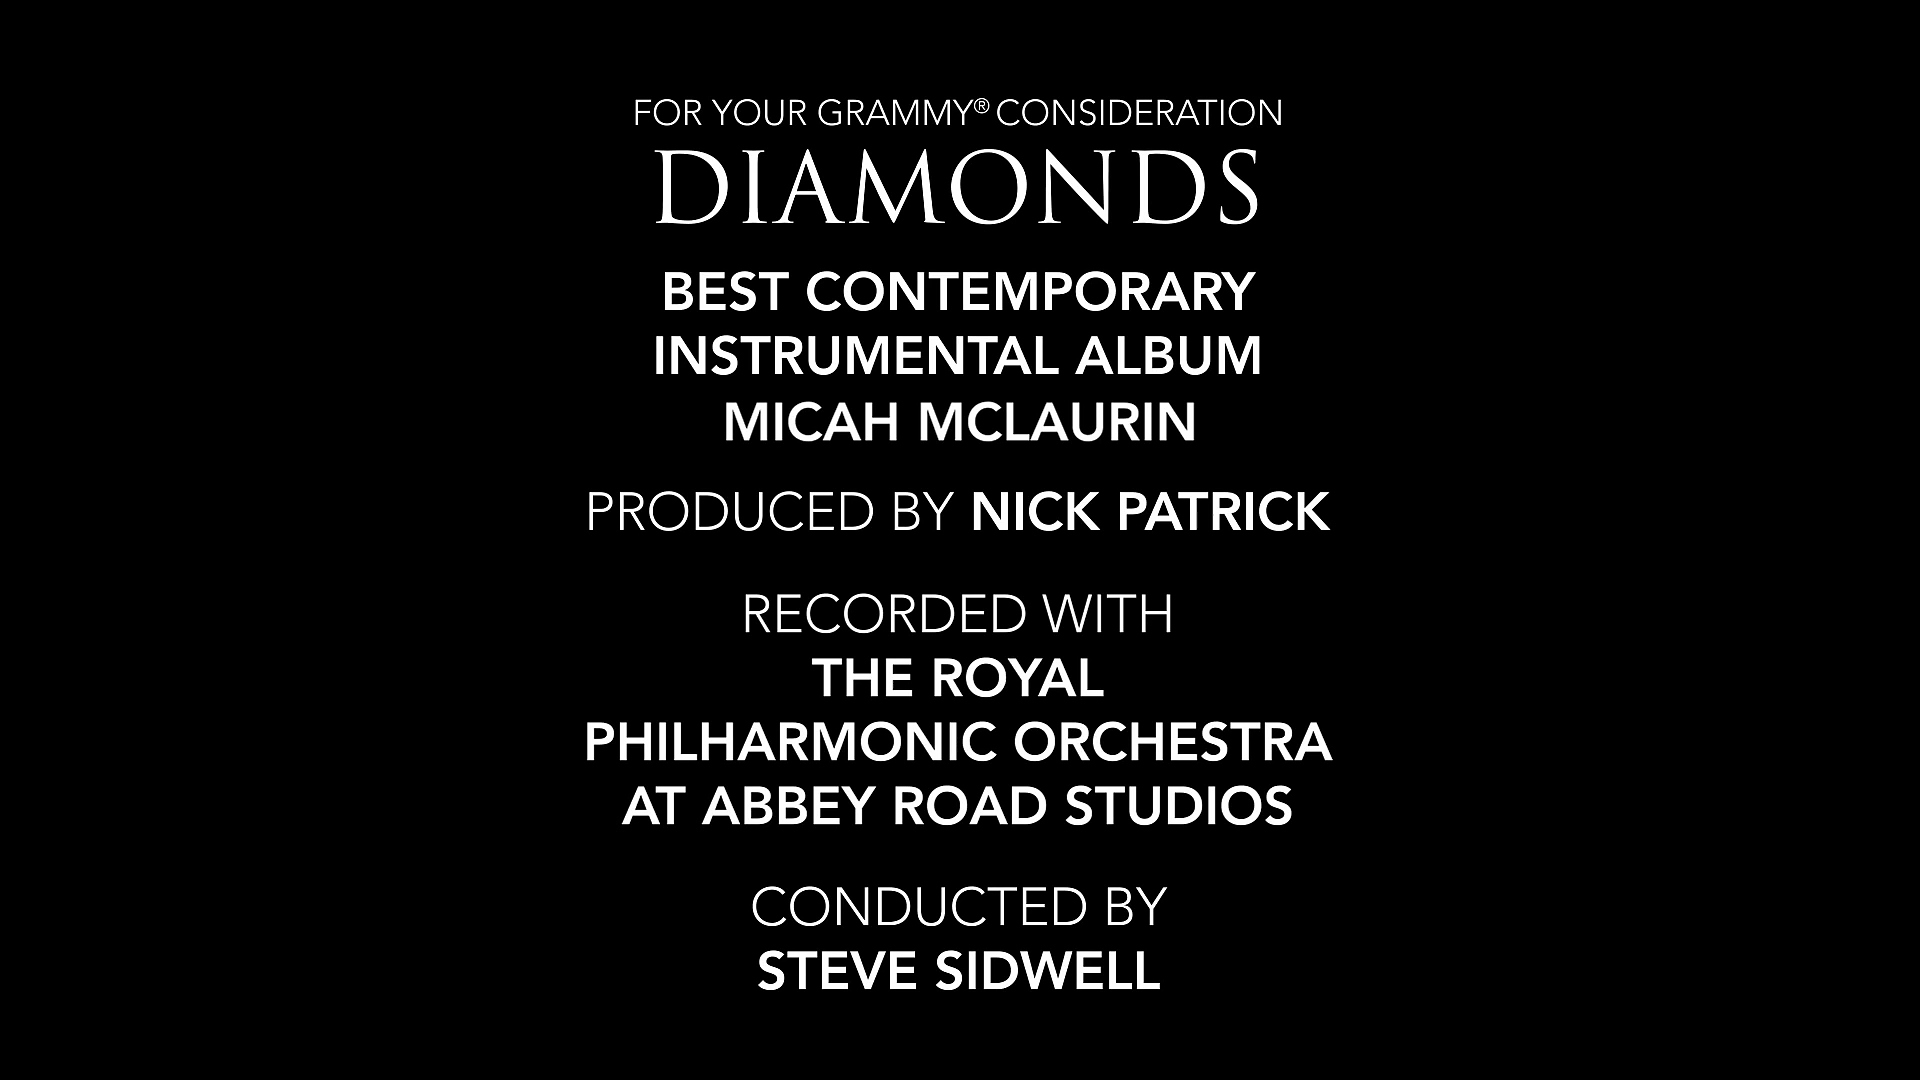 FOR YOUR GRAMMY® CONSIDERATION
DIAMONDS
BEST CONTEMPORARY
INSTRUMENTAL ALBUM
MICAH MCLAURIN
PRODUCED BY NICK PATRICK
RECORDED WITH
THE ROYAL
PHILHARMONIC ORCHESTRA
AT ABBEY ROAD STUDIOS
CONDUCTED BY
STEVE SIDWELL